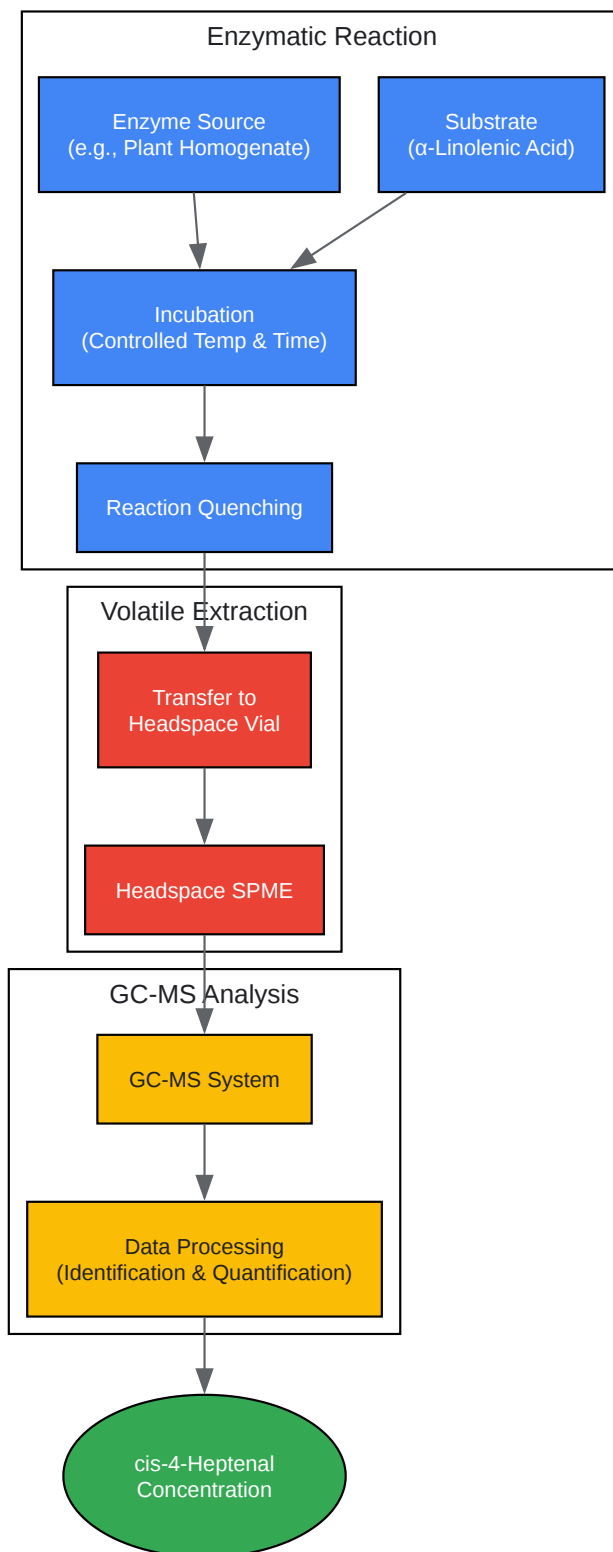 Enzymatic Reaction
Enzyme Source
(e.g., Plant Homogenate)
Substrate
(α-Linolenic Acid)
Incubation
(Controlled Temp & Time)
Reaction Quenching
Volatile Extraction
Transfer to
Headspace Vial
Headspace SPME
GC-MS Analysis
GC-MS System
Data Processing
(Identification & Quantification)
cis-4-Heptenal
Concentration